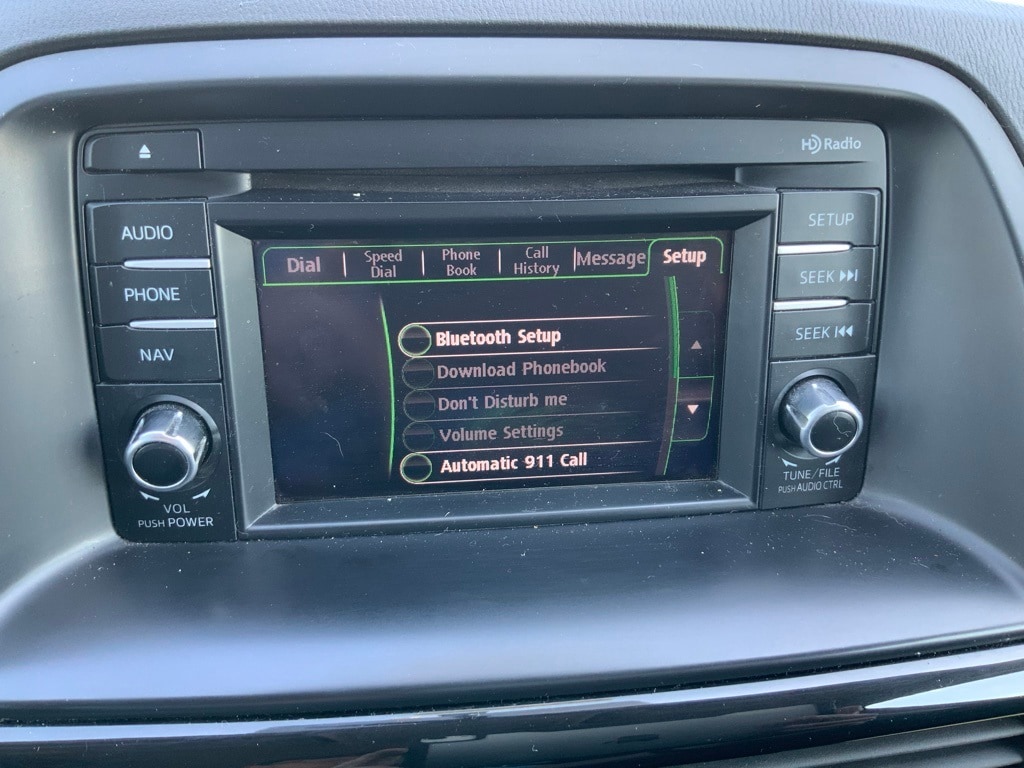 HD Radio
AUDIO
PHONE
NAV
VOL
PUSH POWER
Dial
Speed
Dial
Phone
Book
Call
History
Message
Setup
Bluetooth Setup
Download Phonebook
Don't Disturb me
Volume Settings
Automatic 911 Call
SETUP
SEEK
SEEK
TUNE/FILE
PUSH AUDIO CTRL